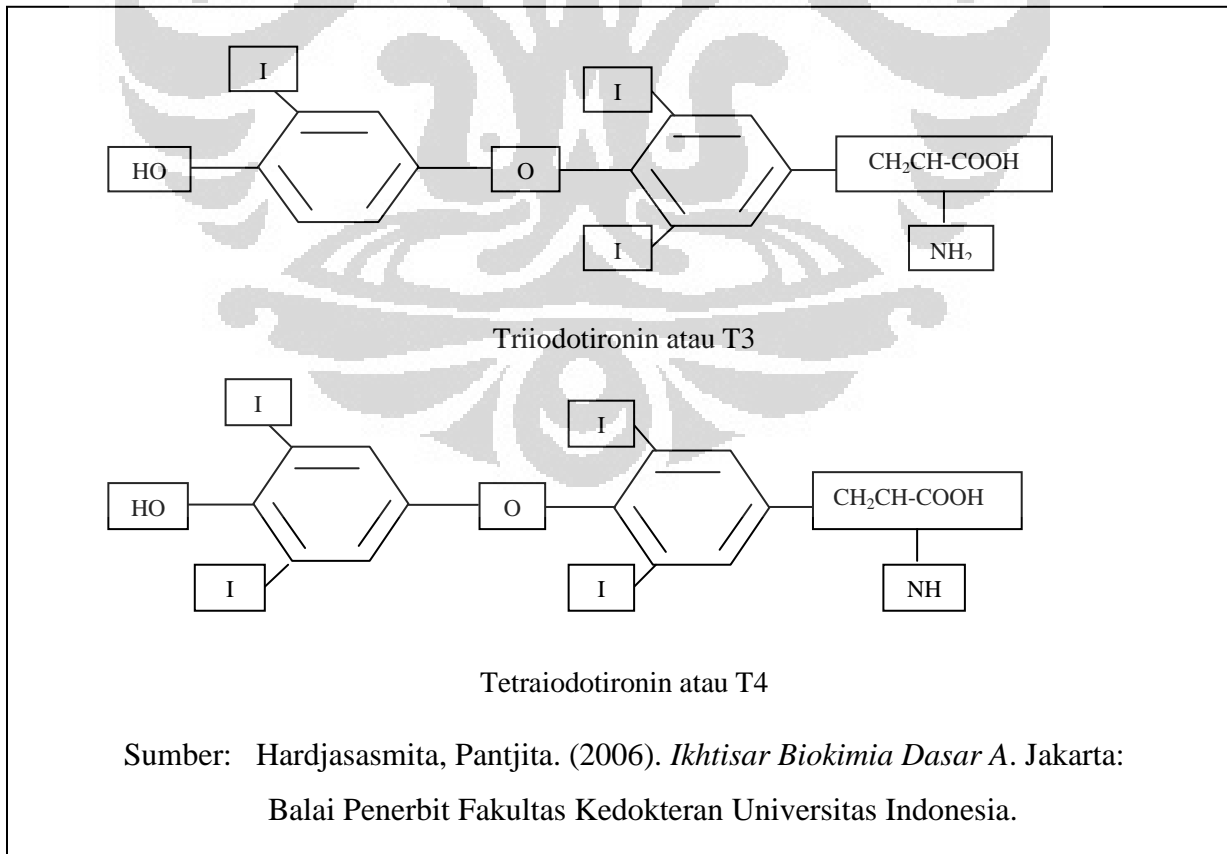 I
I
HO
O
CH₂CH-COOH
I
NH₂
Triiodotironin atau T3
I
I
HO
O
CH₂CH-COOH
I
I
NH
Tetraiodotironin atau T4
Sumber: Hardjasasmita, Pantjita. (2006). Ikhtisar Biokimia Dasar A. Jakarta:
Balai Penerbit Fakultas Kedokteran Universitas Indonesia.